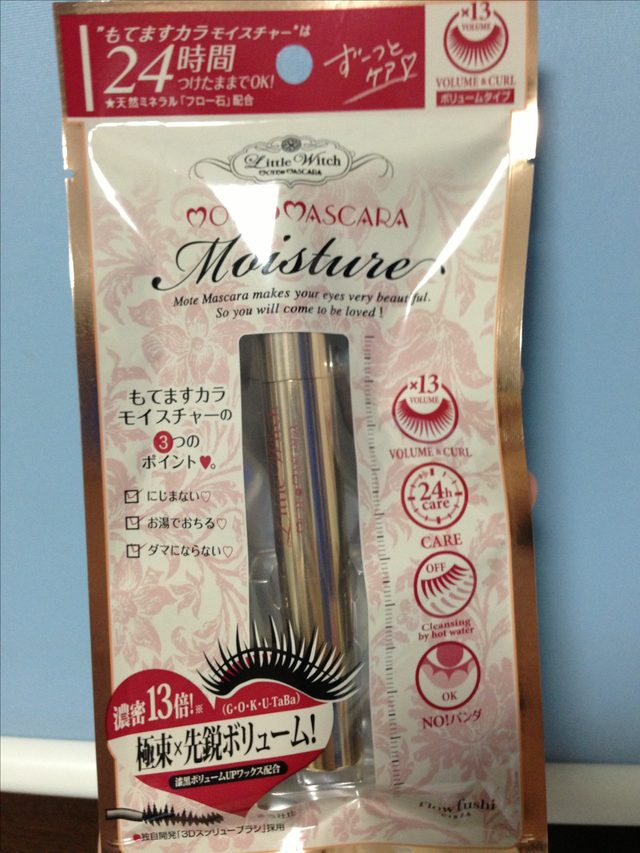 "もてますカラ モイスチャー"は
24時間
つけたままでOK!
★天然ミネラル「フロー石」配合
ずーっと
ケア♡
×13
VOLUME
VOLUME & CURL
ボリュームタイプ
Little Witch
MOTE MASCARA
MOTE MASCARA
Moisture
Mote Mascara makes your eyes very beautiful.
So you will come to be loved !
もてますカラ
モイスチャーの
3つの
ポイント♥。
にじまない♡
お湯でおちる♡
ダマにならない♡
Little Witch
×13
VOLUME
VOLUME & CURL
24h
care
CARE
OFF
Cleansing
by hot water
OK
NO!パンダ
濃密13倍!※
(G・O・K・U-TaBa)
極束×先鋭ボリューム!
漆黒ボリュームUPワックス配合
※当社比
●独自開発「3Dスクリューブラシ」採用
flowfushi
GINZA